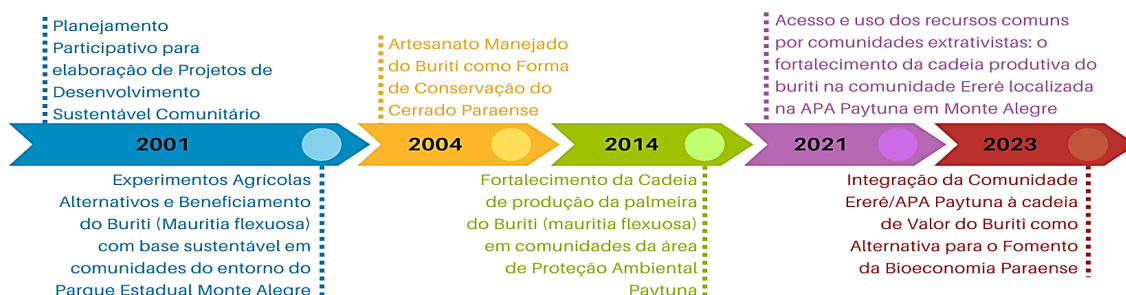 Planejamento
Participativo para
elaboração de Projetos de
Desenvolvimento
Sustentável Comunitário
Artesanato Manejado
do Buriti como Forma
de Conservação do
Cerrado Paraense
Acesso e uso dos recursos comuns
por comunidades extrativistas: o
fortalecimento da cadeia produtiva do
buriti na comunidade Ererê localizada
na APA Paytuna em Monte Alegre
2001
2004
2014
2021
2023
Experimentos Agrícolas
Alternativos e Beneficiamento
do Buriti (Mauritia flexuosa)
com base sustentável em
comunidades do entorno do
Parque Estadual Monte Alegre
Fortalecimento da Cadeia
de produção da palmeira
do Buriti (mauritia flexuosa)
em comunidades da área
de Proteção Ambiental
Paytuna
Integração da Comunidade
Ererê/APA Paytuna à cadeia
de Valor do Buriti como
Alternativa para o Fomento
da Bioeconomia Paraense